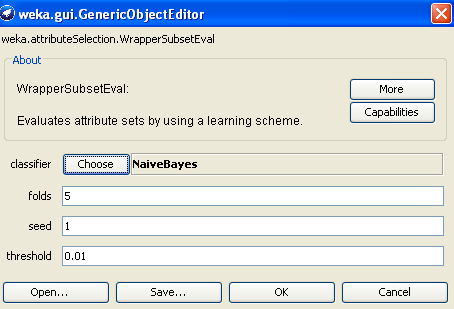 weka.gui.GenericObjectEditor
weka.attributeSelection.WrapperSubsetEval
About
WrapperSubsetEval:
More
Capabilities
Evaluates attribute sets by using a learning scheme.
classifier Choose NaiveBayes
folds 5
seed 1
threshold 0.01
Open... Save... OK Cancel